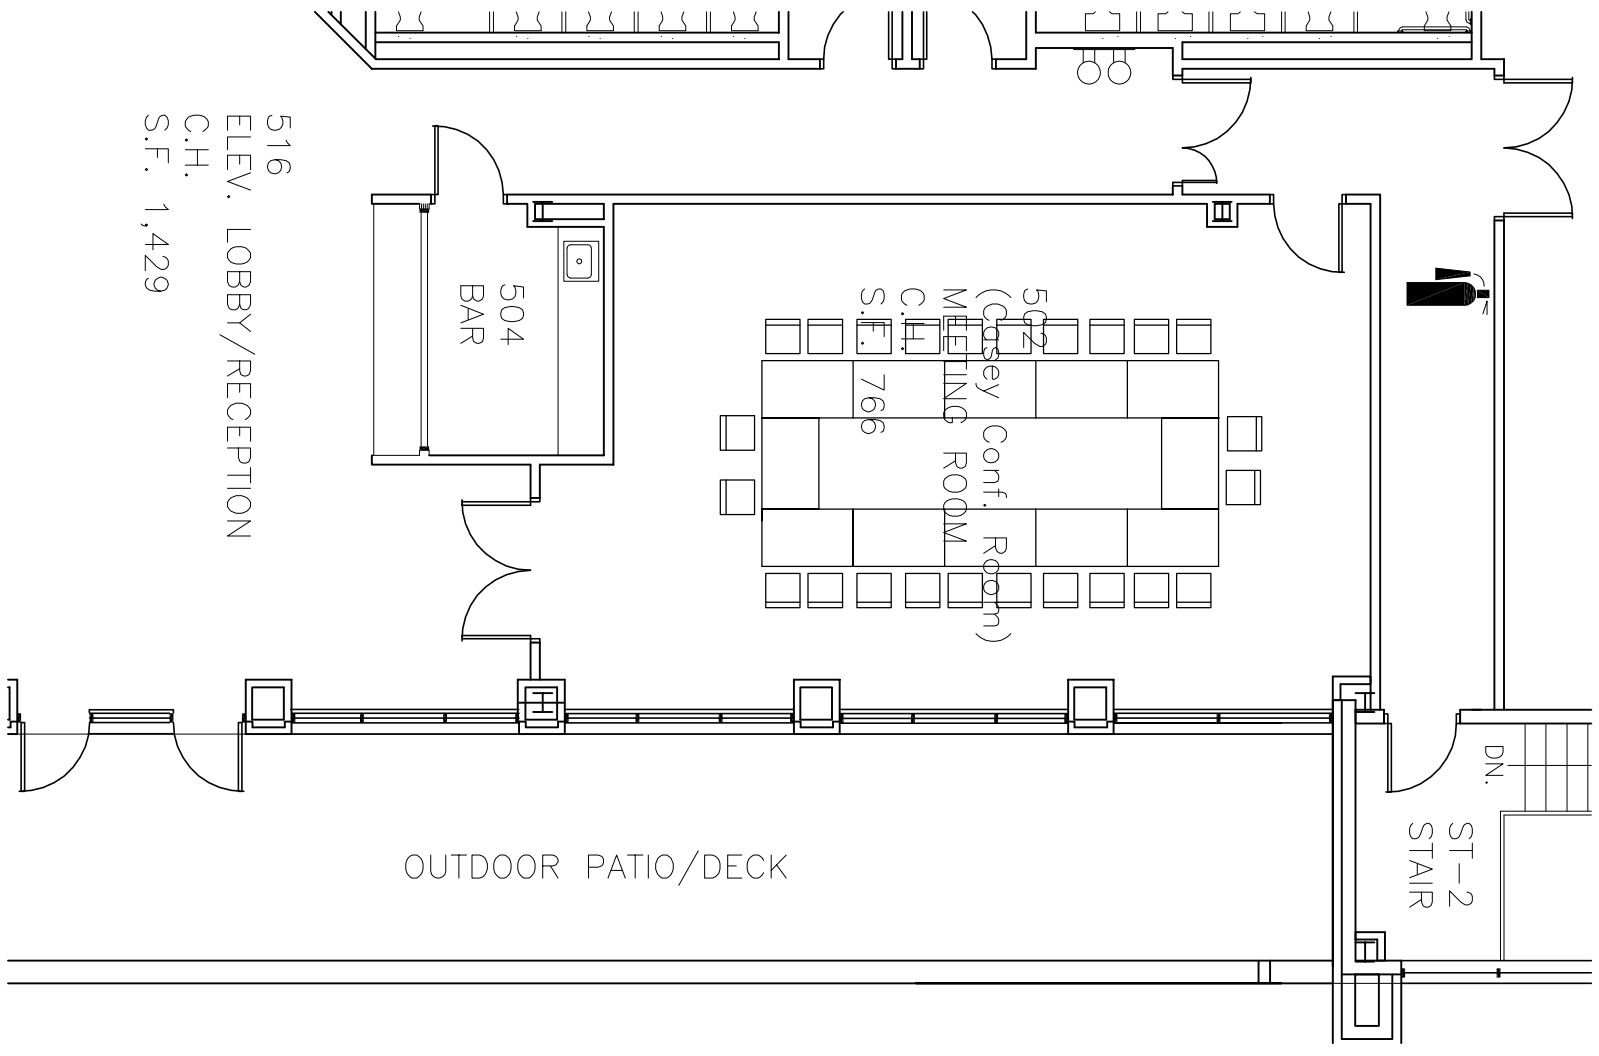 516
ELEV. LOBBY/RECEPTION
C.H.
S.F. 1,429
504
BAR
502
(Casey Conf. Room)
MEETING ROOM
C.H.
S.F. 766
DN.
ST-2
STAIR
OUTDOOR PATIO/DECK